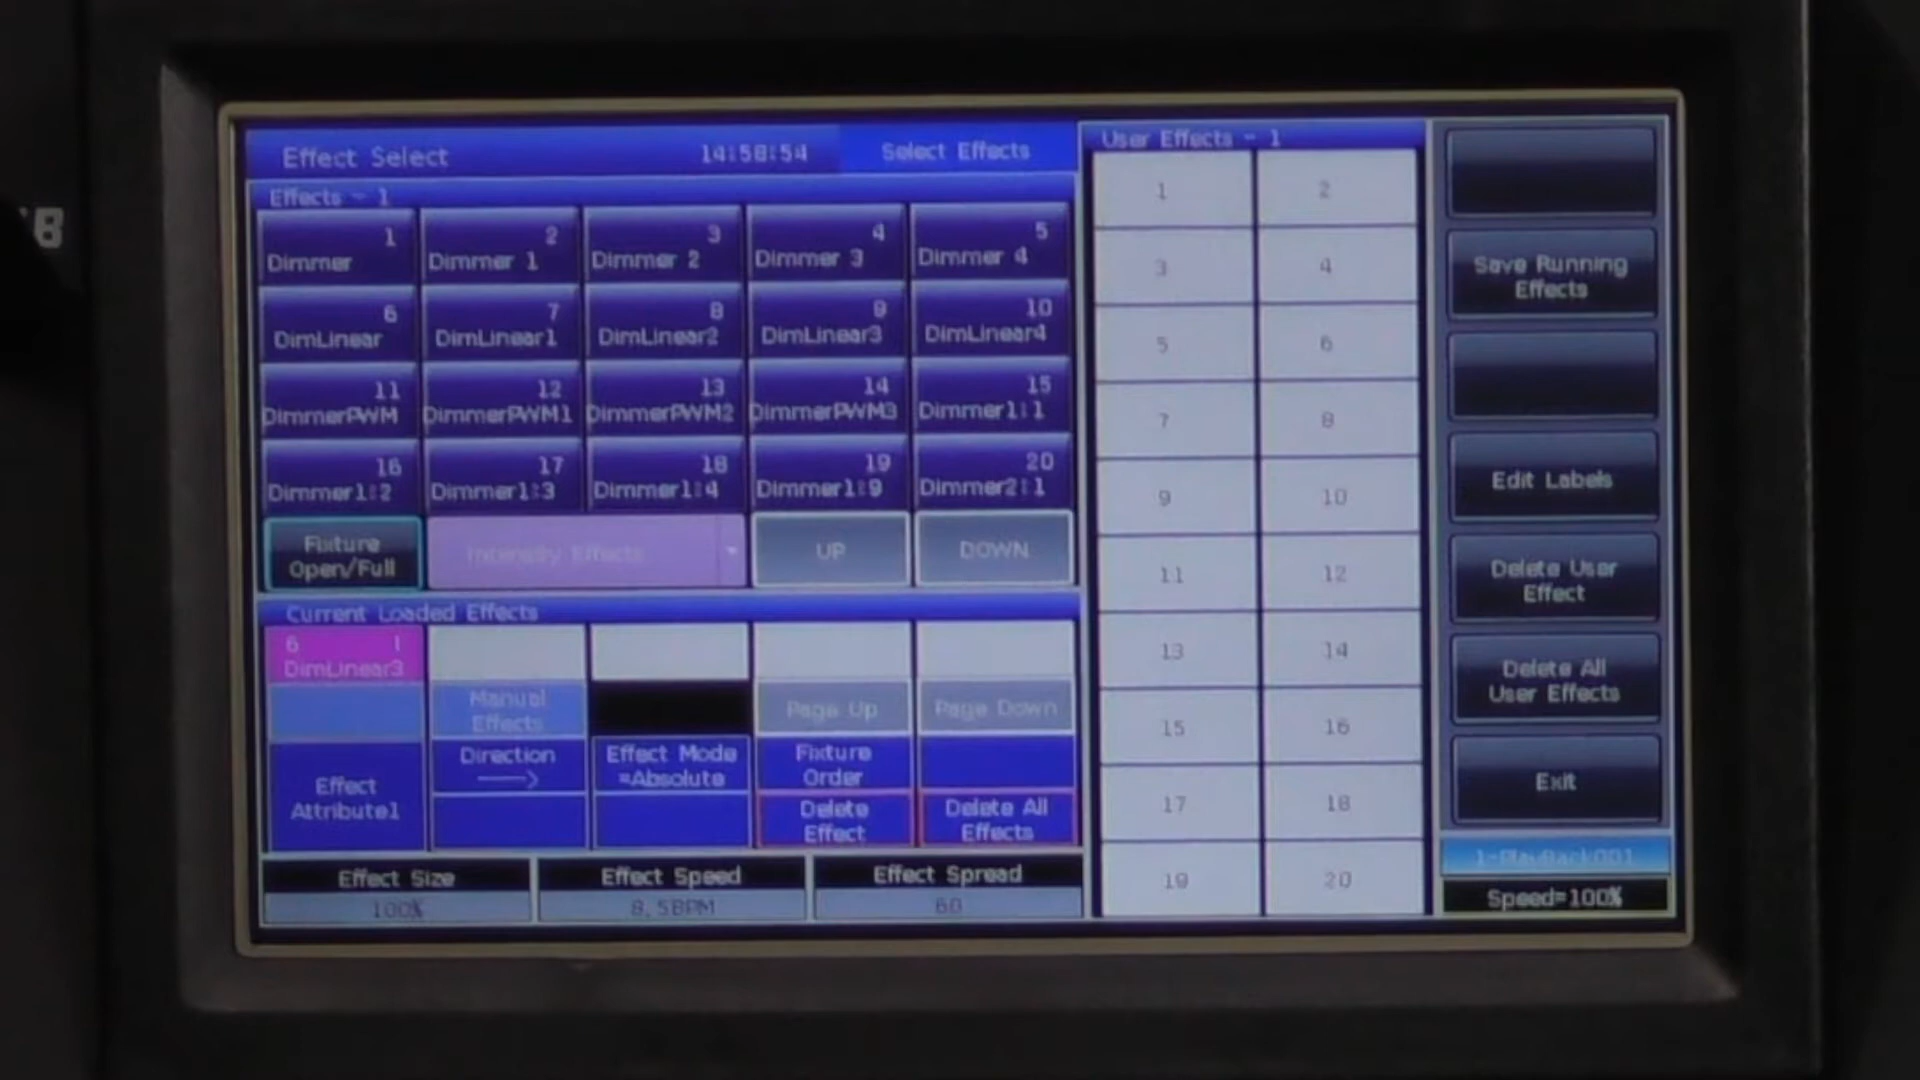 Effect Select
14:58:54
Select Effects
Effects - 1
1
Dimmer
2
Dimmer 1
3
Dimmer 2
4
Dimmer 3
5
Dimmer 4
6
DimLinear
7
DimLinear1
8
DimLinear2
9
DimLinear3
10
DimLinear4
11
DimmerPWM
12
DimmerPWM1
13
DimmerPWM2
14
DimmerPWM3
15
Dimmer1:1
16
Dimmer1:2
17
Dimmer1:3
18
Dimmer1:4
19
Dimmer1:9
20
Dimmer2:1
Fixture
Open/Full
Intensity Effects
UP
DOWN
Current Loaded Effects
6 1
DimLinear3
Manual
Effects
Page Up
Page Down
Effect
Attribute1
Direction
Effect Mode
=Absolute
Fixture
Order
Delete
Effect
Delete All
Effects
Effect Size
100%
Effect Speed
8.5BPM
Effect Spread
60
User Effects - 1
1
2
3
4
5
6
7
8
9
10
11
12
13
14
15
16
17
18
19
20
Save Running
Effects
Edit Labels
Delete User
Effect
Delete All
User Effects
Exit
1-PlayBack001
Speed=100%